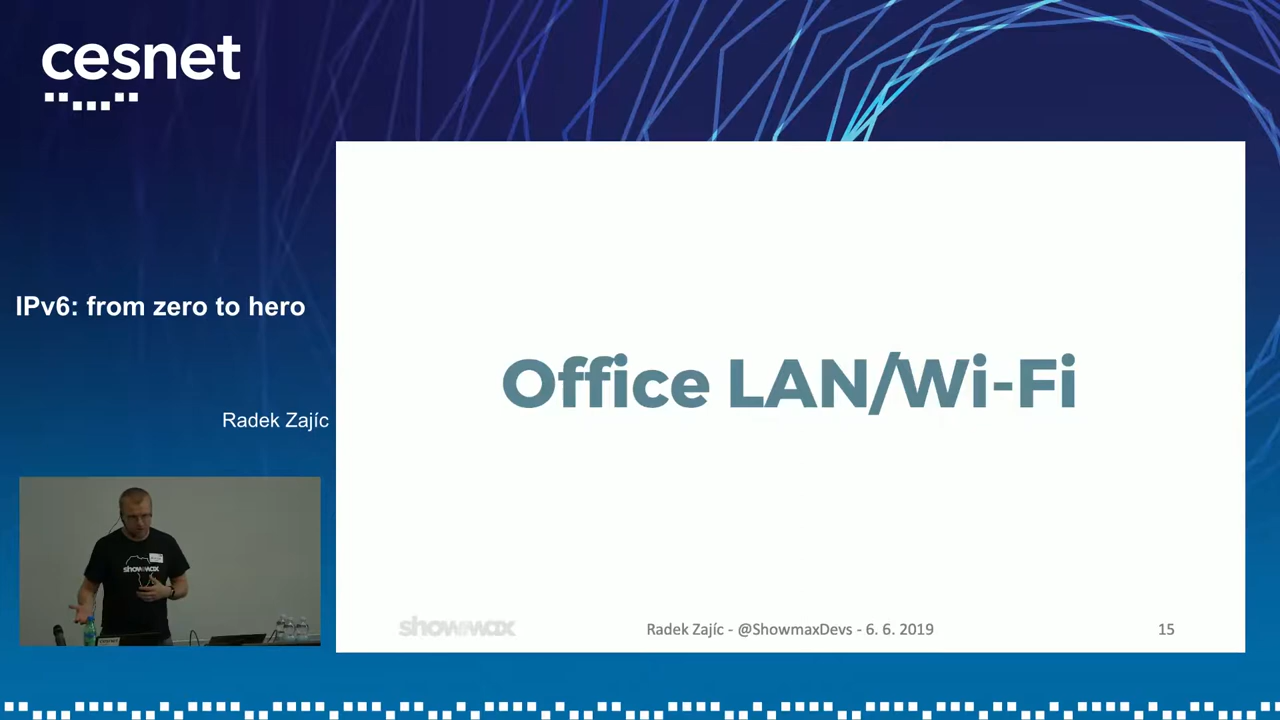 cesnet
IPv6: from zero to hero
Radek Zajíc
Office LAN/Wi-Fi
showmax
Radek Zajíc - @ShowmaxDevs - 6. 6. 2019
15
showmax